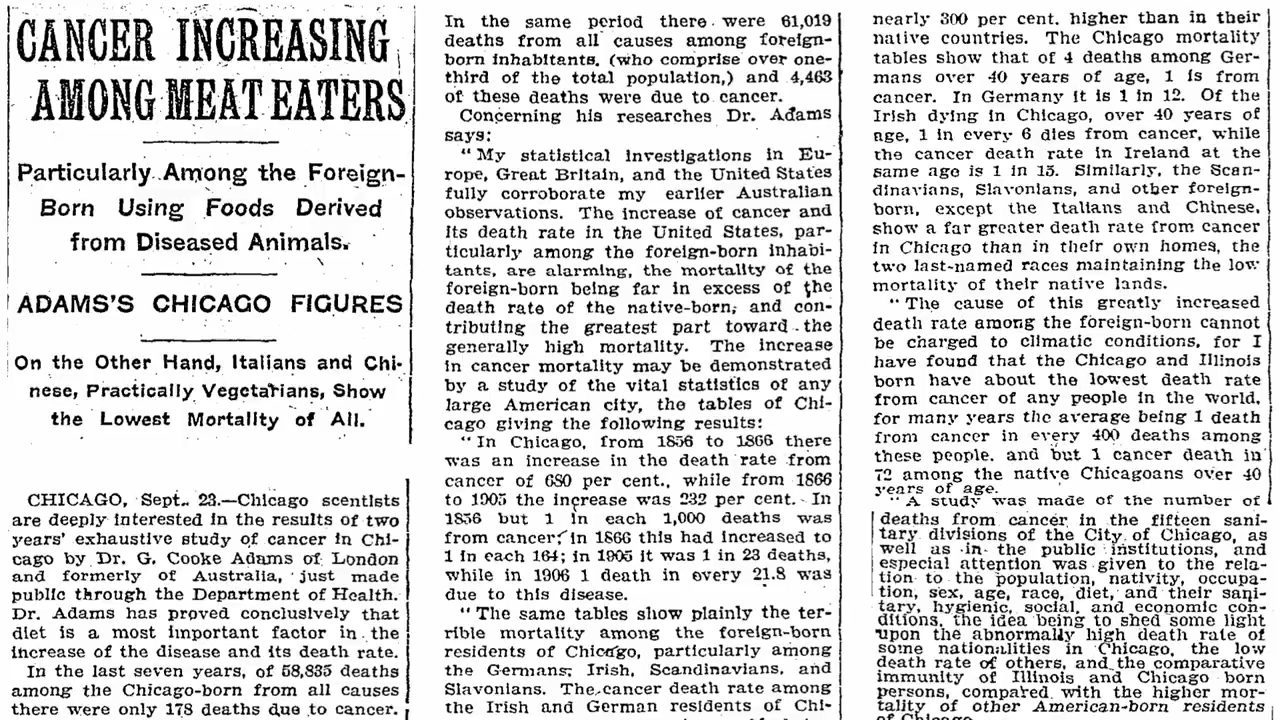 CANCER INCREASING
AMONG MEAT EATERS
Particularly Among the Foreign-
Born Using Foods Derived
from Diseased Animals.
ADAMS'S CHICAGO FIGURES
On the Other Hand, Italians and Chi-
nese, Practically Vegetarians, Show
the Lowest Mortality of All.
CHICAGO, Sept. 23.—Chicago scentists
are deeply interested in the results of two
years' exhaustive study of cancer in Chi-
cago by Dr. G. Cooke Adams of London
and formerly of Australia, just made
public through the Department of Health.
Dr. Adams has proved conclusively that
diet is a most important factor in the
increase of the disease and its death rate.
In the last seven years, of 58,835 deaths
among the Chicago-born from all causes
there were only 178 deaths due to cancer.
In the same period there were 61,019
deaths from all causes among foreign-
born inhabitants, (who comprise over one-
third of the total population,) and 4,463
of these deaths were due to cancer.
Concerning his researches Dr. Adams
says:
"My statistical investigations in Eu-
rope, Great Britain, and the United States
fully corroborate my earlier Australian
observations. The increase of cancer and
its death rate in the United States, par-
ticularly among the foreign-born inhabi-
tants, are alarming, the mortality of the
foreign-born being far in excess of the
death rate of the native-born, and con-
tributing the greatest part toward the
generally high mortality. The increase
in cancer mortality may be demonstrated
by a study of the vital statistics of any
large American city, the tables of Chi-
cago giving the following results:
"In Chicago, from 1856 to 1866 there
was an increase in the death rate from
cancer of 680 per cent., while from 1866
to 1905 the increase was 232 per cent. In
1856 but 1 in each 1,000 deaths was
from cancer; in 1866 this had increased to
1 in each 164; in 1905 it was 1 in 23 deaths,
while in 1906 1 death in every 21.8 was
due to this disease.
"The same tables show plainly the ter-
rible mortality among the foreign-born
residents of Chicago, particularly among
the Germans, Irish, Scandinavians, and
Slavonians. The cancer death rate among
the Irish and German residents of Chi-
nearly 300 per cent. higher than in their
native countries. The Chicago mortality
tables show that of 4 deaths among Ger-
mans over 40 years of age, 1 is from
cancer. In Germany it is 1 in 12. Of the
Irish dying in Chicago, over 40 years of
age, 1 in every 6 dies from cancer, while
the cancer death rate in Ireland at the
same age is 1 in 15. Similarly, the Scan-
dinavians, Slavonians, and other foreign-
born, except the Italians and Chinese,
show a far greater death rate from cancer
in Chicago than in their own homes, the
two last-named races maintaining the low
mortality of their native lands.
"The cause of this greatly increased
death rate among the foreign-born cannot
be charged to climatic conditions, for I
have found that the Chicago and Illinois
born have about the lowest death rate
from cancer of any people in the world,
for many years the average being 1 death
from cancer in every 400 deaths among
these people, and but 1 cancer death in
72 among the native Chicagoans over 40
years of age.
"A study was made of the number of
deaths from cancer in the fifteen sani-
tary divisions of the City of Chicago, as
well as in the public institutions, and
especial attention was given to the rela-
tion to the population, nativity, occupa-
tion, sex, age, race, diet, and their sani-
tary, hygienic, social, and economic con-
ditions, the idea being to shed some light
upon the abnormally high death rate of
some nationalities in Chicago, the low
death rate of others, and the comparative
immunity of Illinois and Chicago born
persons, compared with the higher mor-
tality of other American-born residents